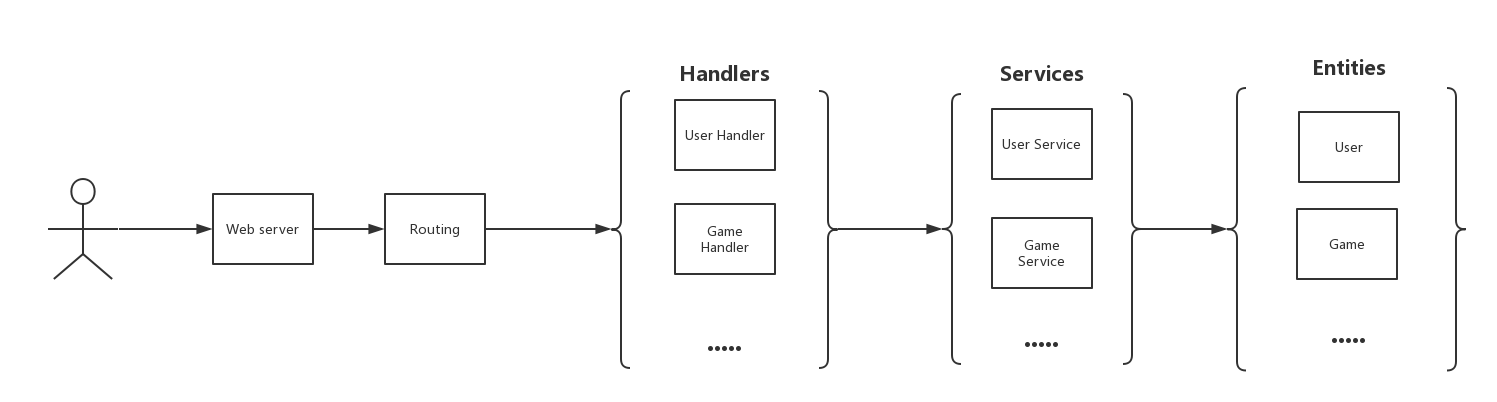 Web server
Routing
Handlers
User Handler
Game
Handler
.....
Services
User Service
Game
Service
.....
Entities
User
Game
.....